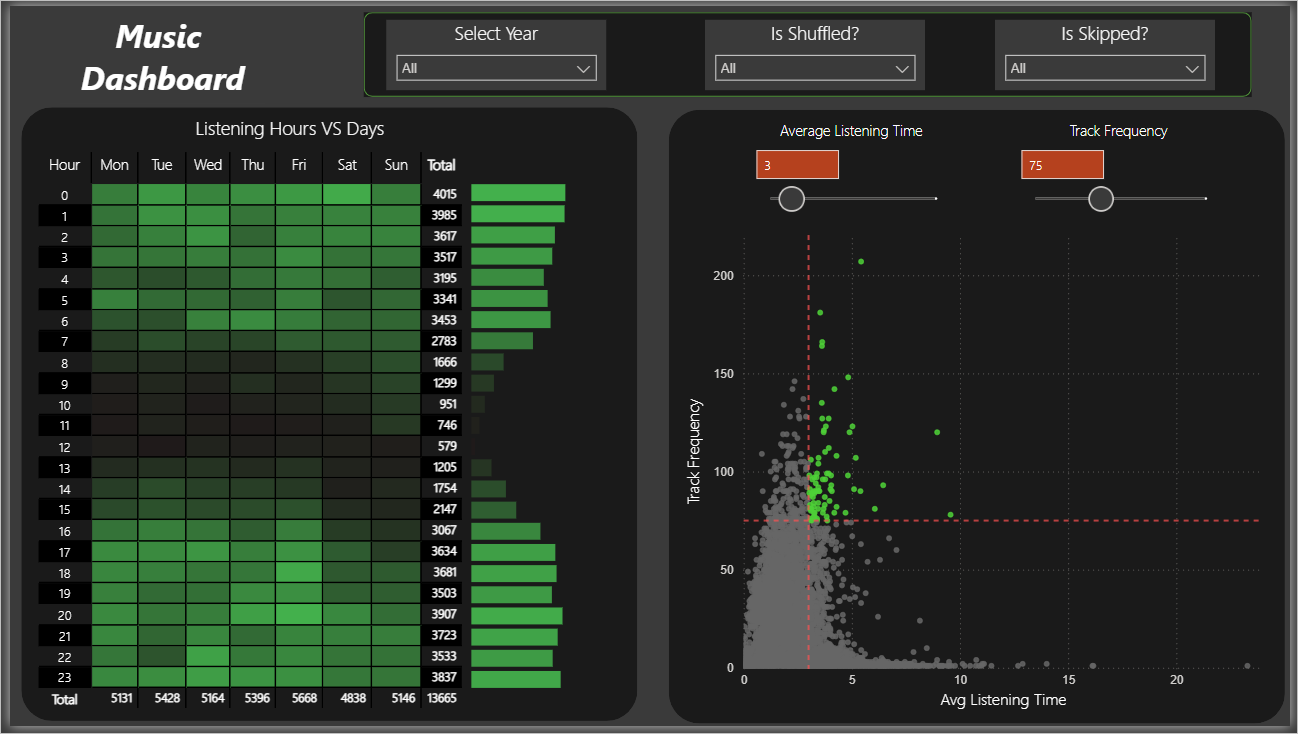 Music
Dashboard
Select Year
All
Is Shuffled?
All
Is Skipped?
All
Listening Hours VS Days
Hour Mon Tue Wed Thu Fri Sat Sun Total
0 4015
1 3985
2 3617
3 3517
4 3195
5 3341
6 3453
7 2783
8 1666
9 1299
10 951
11 746
12 579
13 1205
14 1754
15 2147
16 3067
17 3634
18 3681
19 3503
20 3907
21 3723
22 3533
23 3837
Total 5131 5428 5164 5396 5668 4838 5146 13665
Average Listening Time
3
Track Frequency
75
Track Frequency
200
150
100
50
0
0 5 10 15 20
Avg Listening Time